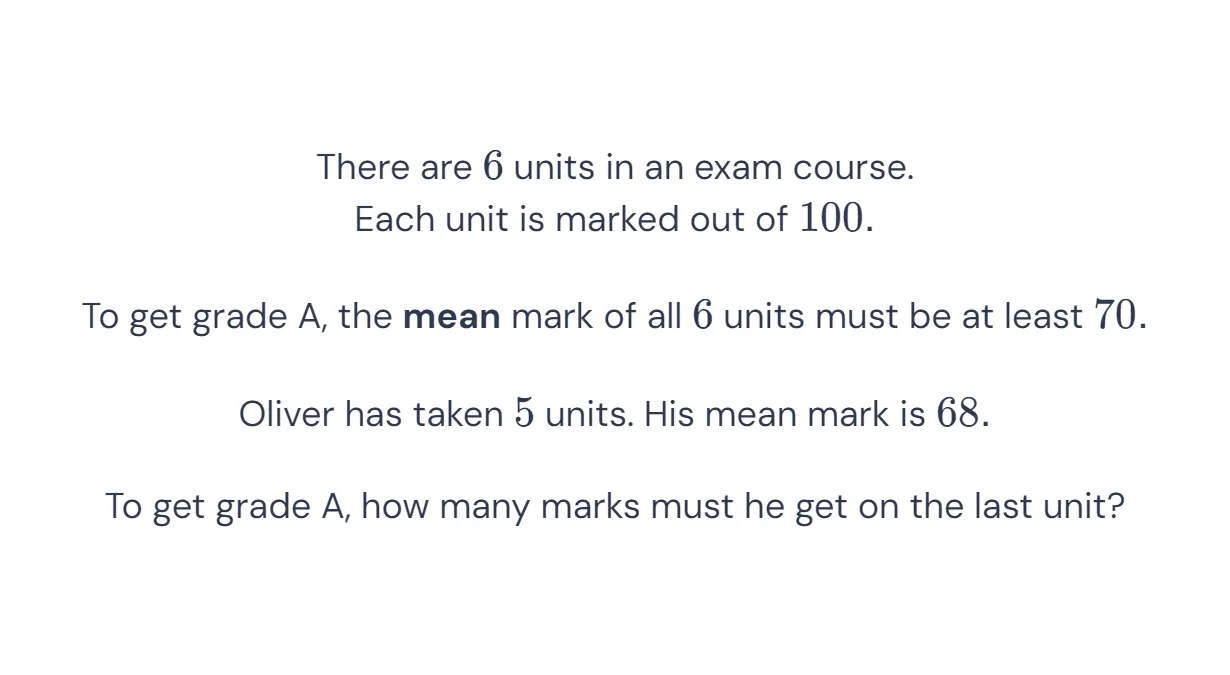 There are 6 units in an exam course.
Each unit is marked out of 100.
To get grade A, the mean mark of all 6 units must be at least 70.
Oliver has taken 5 units. His mean mark is 68.
To get grade A, how many marks must he get on the last unit?